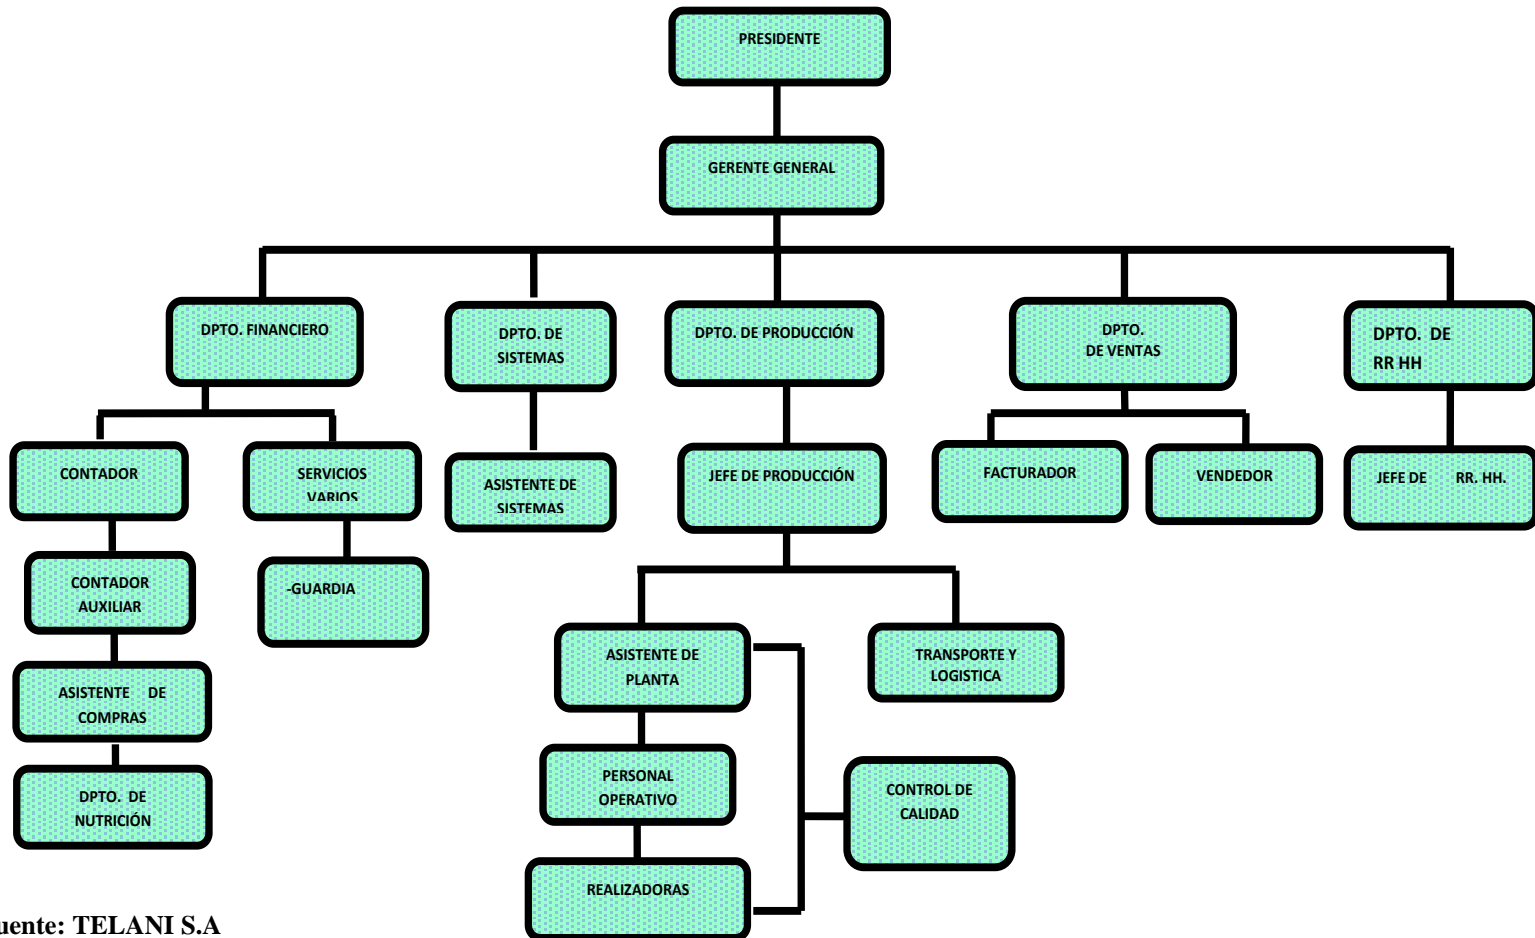 PRESIDENTE
GERENTE GENERAL
DPTO. FINANCIERO
DPTO. DE
SISTEMAS
DPTO. DE PRODUCCIÓN
DPTO.
DE VENTAS
DPTO. DE
RR HH
CONTADOR
SERVICIOS
VARIOS
ASISTENTE DE
SISTEMAS
JEFE DE PRODUCCIÓN
FACTURADOR
VENDEDOR
JEFE DE RR. HH.
CONTADOR
AUXILIAR
-GUARDIA
ASISTENTE DE
COMPRAS
ASISTENTE DE
PLANTA
TRANSPORTE Y
LOGISTICA
DPTO. DE
NUTRICIÓN
PERSONAL
OPERATIVO
CONTROL DE
CALIDAD
REALIZADORAS
uente: TELANI S.A